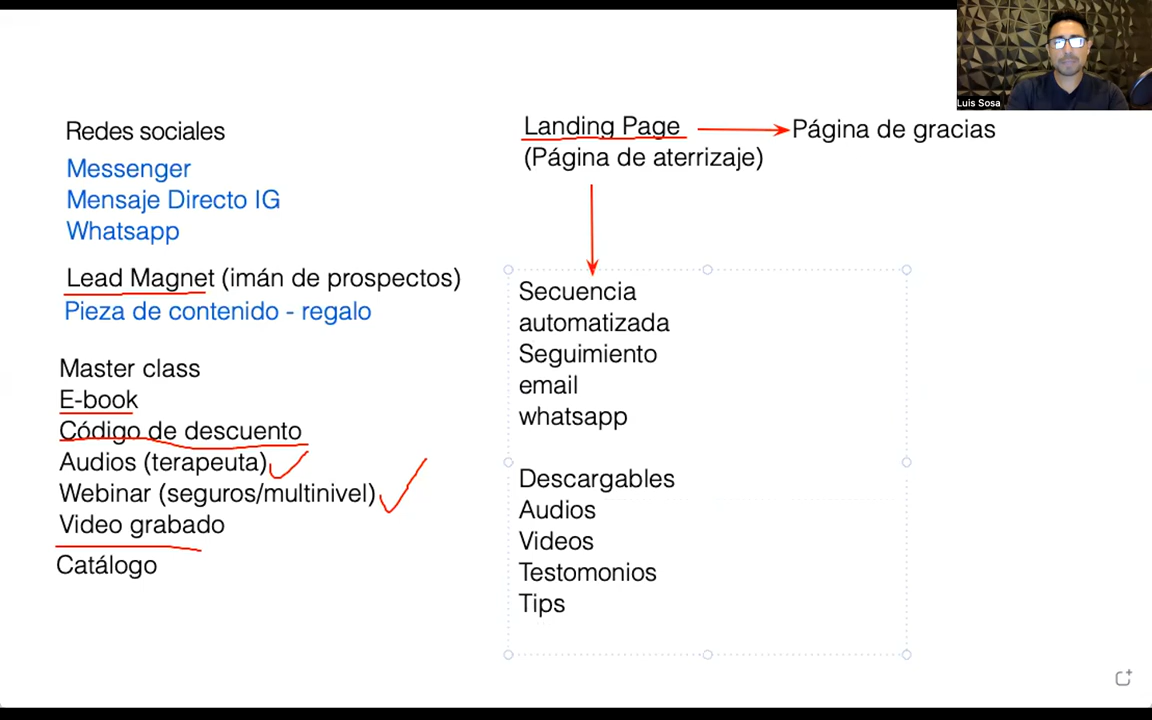 Luis Sosa
Redes sociales
Messenger
Mensaje Directo IG
Whatsapp
Lead Magnet (imán de prospectos)
Pieza de contenido - regalo
Master class
E-book
Código de descuento
Audios (terapeuta)
Webinar (seguros/multinivel)
Video grabado
Catálogo
Landing Page
Página de gracias
(Página de aterrizaje)
Secuencia
automatizada
Seguimiento
email
whatsapp
Descargables
Audios
Videos
Testomonios
Tips